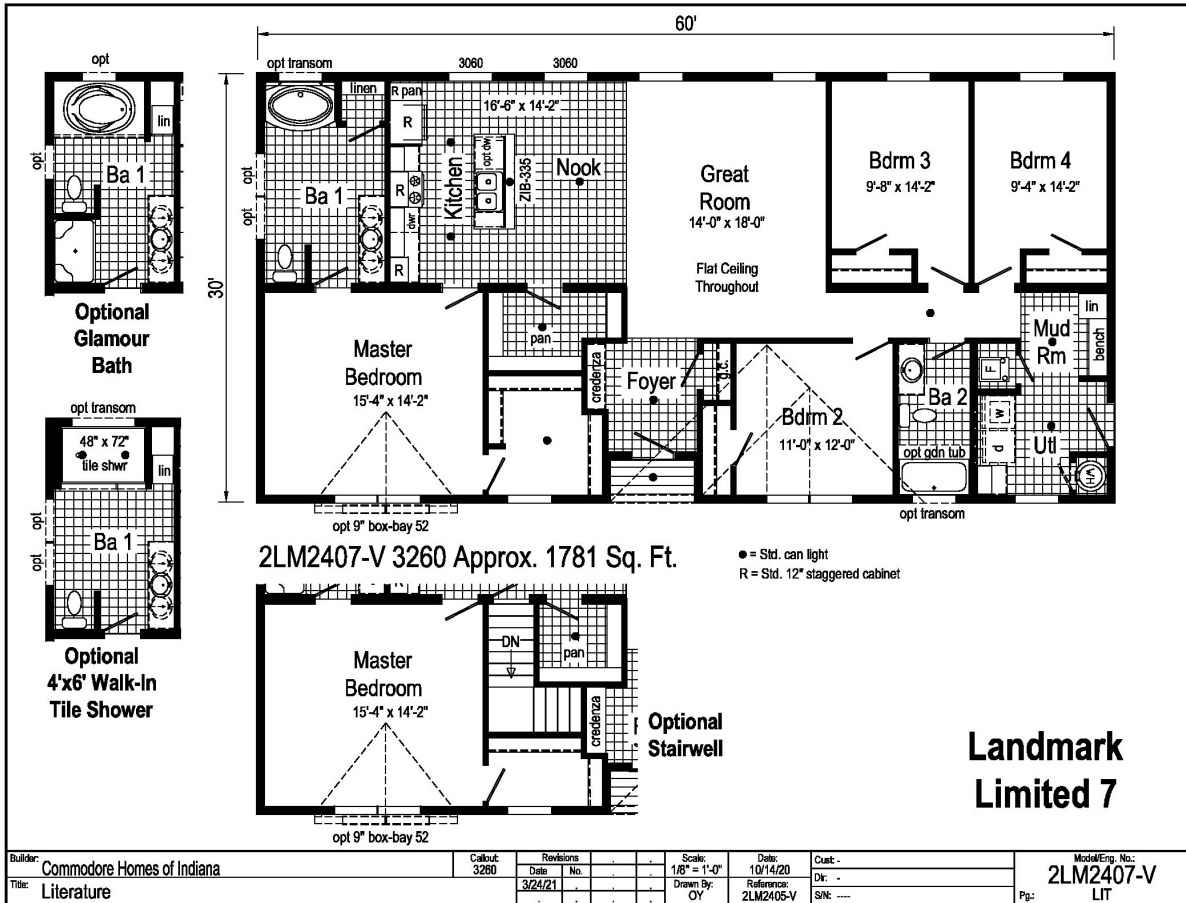 60'
opt
opt transom
3060
3060
lin
opt
Ba 1
Optional
Glamour
Bath
30'
linen
R pan
R
16'-6" x 14'-2"
opt
opt
Ba 1
R
dwr
R
Kitchen
opt dw
ZIB-335
Nook
Great
Room
14'-0" x 18'-0"
Flat Ceiling
Throughout
Bdrm 3
9'-8" x 14'-2"
Bdrm 4
9'-4" x 14'-2"
Master
Bedroom
15'-4" x 14'-2"
pan
credenza
Foyer
g.c.
Bdrm 2
11'-0" x 12'-0"
Ba 2
opt gdn tub
lin
Mud
Rm
bench
F
w
d
Utl
WH
opt transom
opt 9" box-bay 52
opt transom
48" x 72"
tile shwr
lin
opt
opt
Ba 1
Optional
4'x6' Walk-In
Tile Shower
2LM2407-V 3260 Approx. 1781 Sq. Ft.
= Std. can light
R = Std. 12" staggered cabinet
Master
Bedroom
15'-4" x 14'-2"
DN
pan
credenza
Optional
Stairwell
opt 9" box-bay 52
Landmark
Limited 7
Builder: Commodore Homes of Indiana
Title: Literature
Callout:
3260
Revisions
Date No.
3/24/21
Scale:
1/8" = 1'-0"
Drawn By:
OY
Date:
10/14/20
Reference:
2LM2405-V
Cust: -
Dlr: -
S/N: ----
Model/Eng. No.:
2LM2407-V
Pg.: LIT